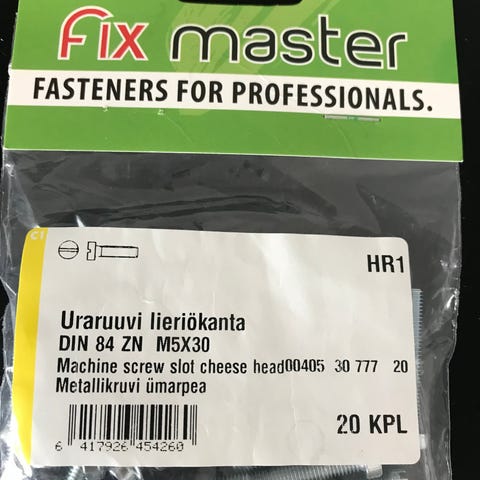 Fix master
FASTENERS FOR PROFESSIONALS.
C1
HR1
Uraruuvi lieriökanta
DIN 84 ZN M5X30
Machine screw slot cheese head00405 30 777 20
Metallikruvi ümarpea
20 KPL
6 417926 454260